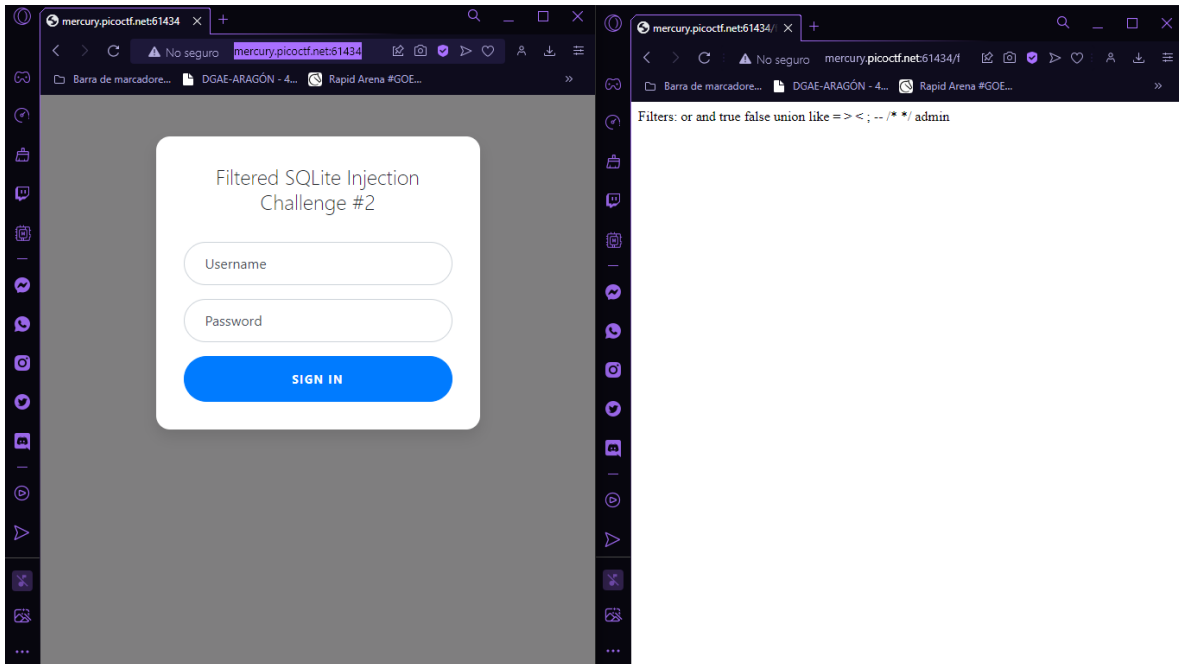 mercury.picoctf.net:61434
No seguro mercury.picoctf.net:61434
Barra de marcadore... DGAE-ARAGÓN - 4... Rapid Arena #GOE... »
Filtered SQLite Injection
Challenge #2
Username
Password
SIGN IN
mercury.picoctf.net:61434/
No seguro mercury.picoctf.net:61434/f
Barra de marcadore... DGAE-ARAGÓN - 4... Rapid Arena #GOE... »
Filters: or and true false union like = > < ; -- /* */ admin